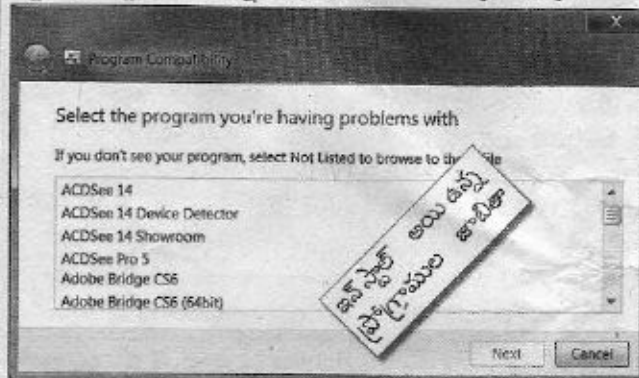 X
Program Compatibility
Select the program you're having problems with
If you don't see your program, select Not Listed to browse to the file
ACDSee 14
ACDSee 14 Device Detector
ACDSee 14 Showroom
ACDSee Pro 5
Adobe Bridge CS6
Adobe Bridge CS6 (64bit)
ఇన్ స్టాల్ అయి ఉన్న
ప్రోగ్రాముల జాబితా
Next
Cancel